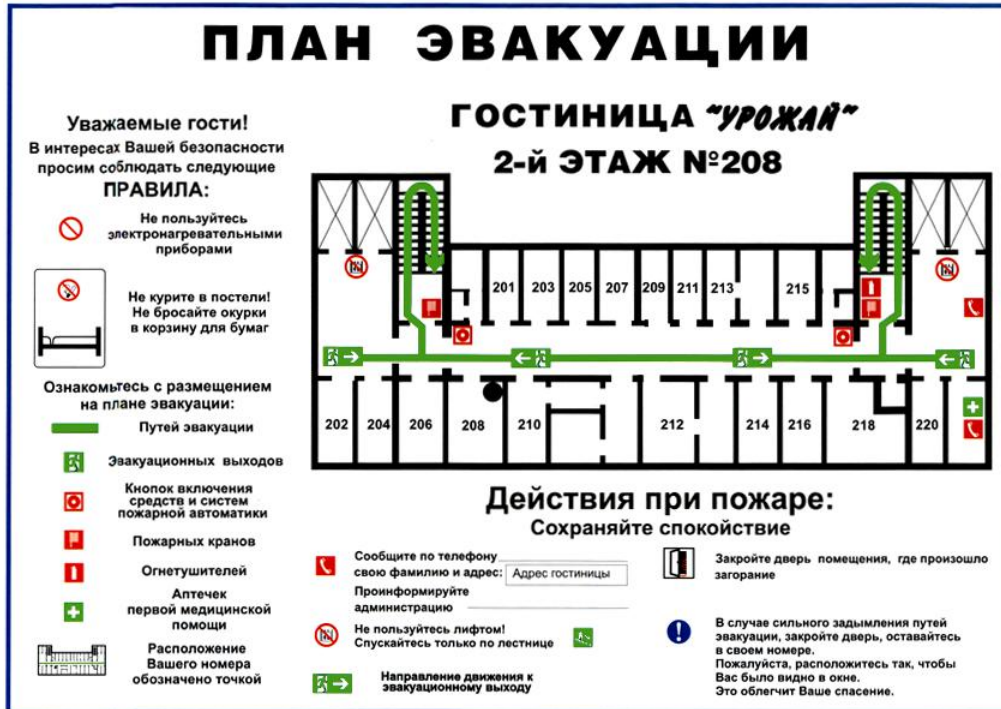 ПЛАН ЭВАКУАЦИИ
ГОСТИНИЦА "УРОЖАЙ"
2-й ЭТАЖ №208
Уважаемые гости!
В интересах Вашей безопасности
просим соблюдать следующие
ПРАВИЛА:
Не пользуйтесь
электронагревательными
приборами
Не курите в постели!
Не бросайте окурки
в корзину для бумаг
Ознакомьтесь с размещением
на плане эвакуации:
Путей эвакуации
Эвакуационных выходов
Кнопок включения
средств и систем
пожарной автоматики
Пожарных кранов
Огнетушителей
Аптечек
первой медицинской
помощи
Расположение
Вашего номера
обозначено точкой
201 203 205 207 209 211 213 215
202 204 206 208 210 212 214 216 218 220
Действия при пожаре:
Сохраняйте спокойствие
Сообщите по телефону
свою фамилию и адрес: Адрес гостиницы
Проинформируйте
администрацию
Не пользуйтесь лифтом!
Спускайтесь только по лестнице
Направление движения к
эвакуационному выходу
Закройте дверь помещения, где произошло
загорание
В случае сильного задымления путей
эвакуации, закройте дверь, оставайтесь
в своем номере.
Пожалуйста, расположитесь так, чтобы
Вас было видно в окне.
Это облегчит Ваше спасение.